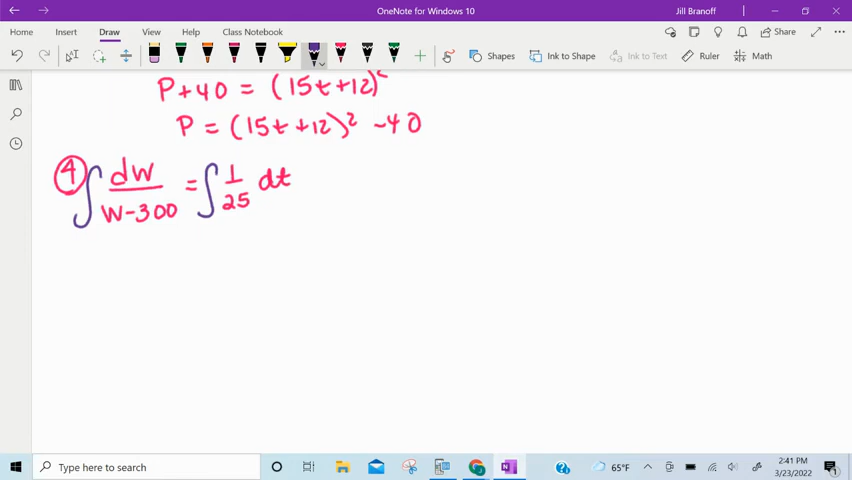 OneNote for Windows 10
Jill Branoff
Home Insert Draw View Help Class Notebook Share
Shapes Ink to Shape Ink to Text Ruler Math
P+40 = (15t+12)²
P = (15t+12)² -40
④ ∫ dW/(W-300) = ∫ 1/25 dt
Type here to search
65°F
2:41 PM
3/23/2022